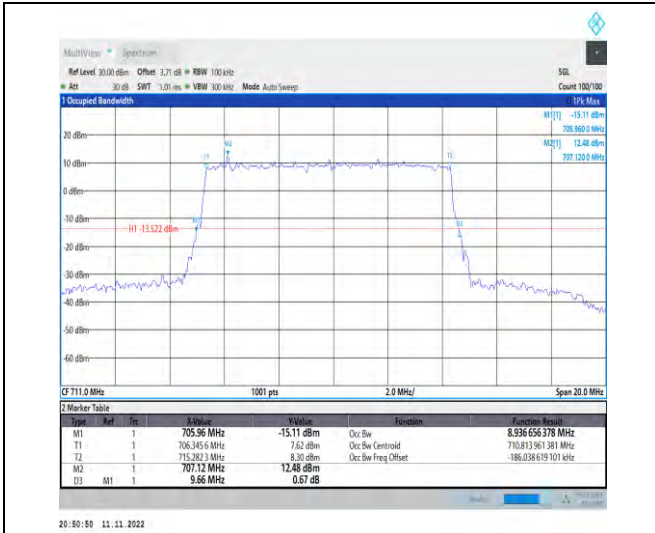 MultiView Spectrum
Ref Level 30.00 dBm Offset 3.71 dB RBW 100 kHz SGL
Att 30 dB SWT 1.01 ms VBW 300 kHz Mode Auto Sweep Count 100/100
1 Occupied Bandwidth 1Pk Max
M1[1] -15.11 dBm
705.960 0 MHz
M2[1] 12.48 dBm
707.120 0 MHz
20 dBm
M2
T1 T2
10 dBm
0 dBm
-10 dBm
M1 D3
H1 -13.522 dBm
-20 dBm
-30 dBm
-40 dBm
-50 dBm
-60 dBm
CF 711.0 MHz 1001 pts 2.0 MHz/ Span 20.0 MHz
2 Marker Table
Type Ref Trc X-Value Y-Value Function Function Result
M1 1 705.96 MHz -15.11 dBm Occ Bw 8.936 656 378 MHz
T1 1 706.345 6 MHz 7.62 dBm Occ Bw Centroid 710.813 961 381 MHz
T2 1 715.282 3 MHz 8.30 dBm Occ Bw Freq Offset -186.038 619 101 kHz
M2 1 707.12 MHz 12.48 dBm
D3 M1 1 9.66 MHz 0.67 dB
20:50:50 11.11.2022